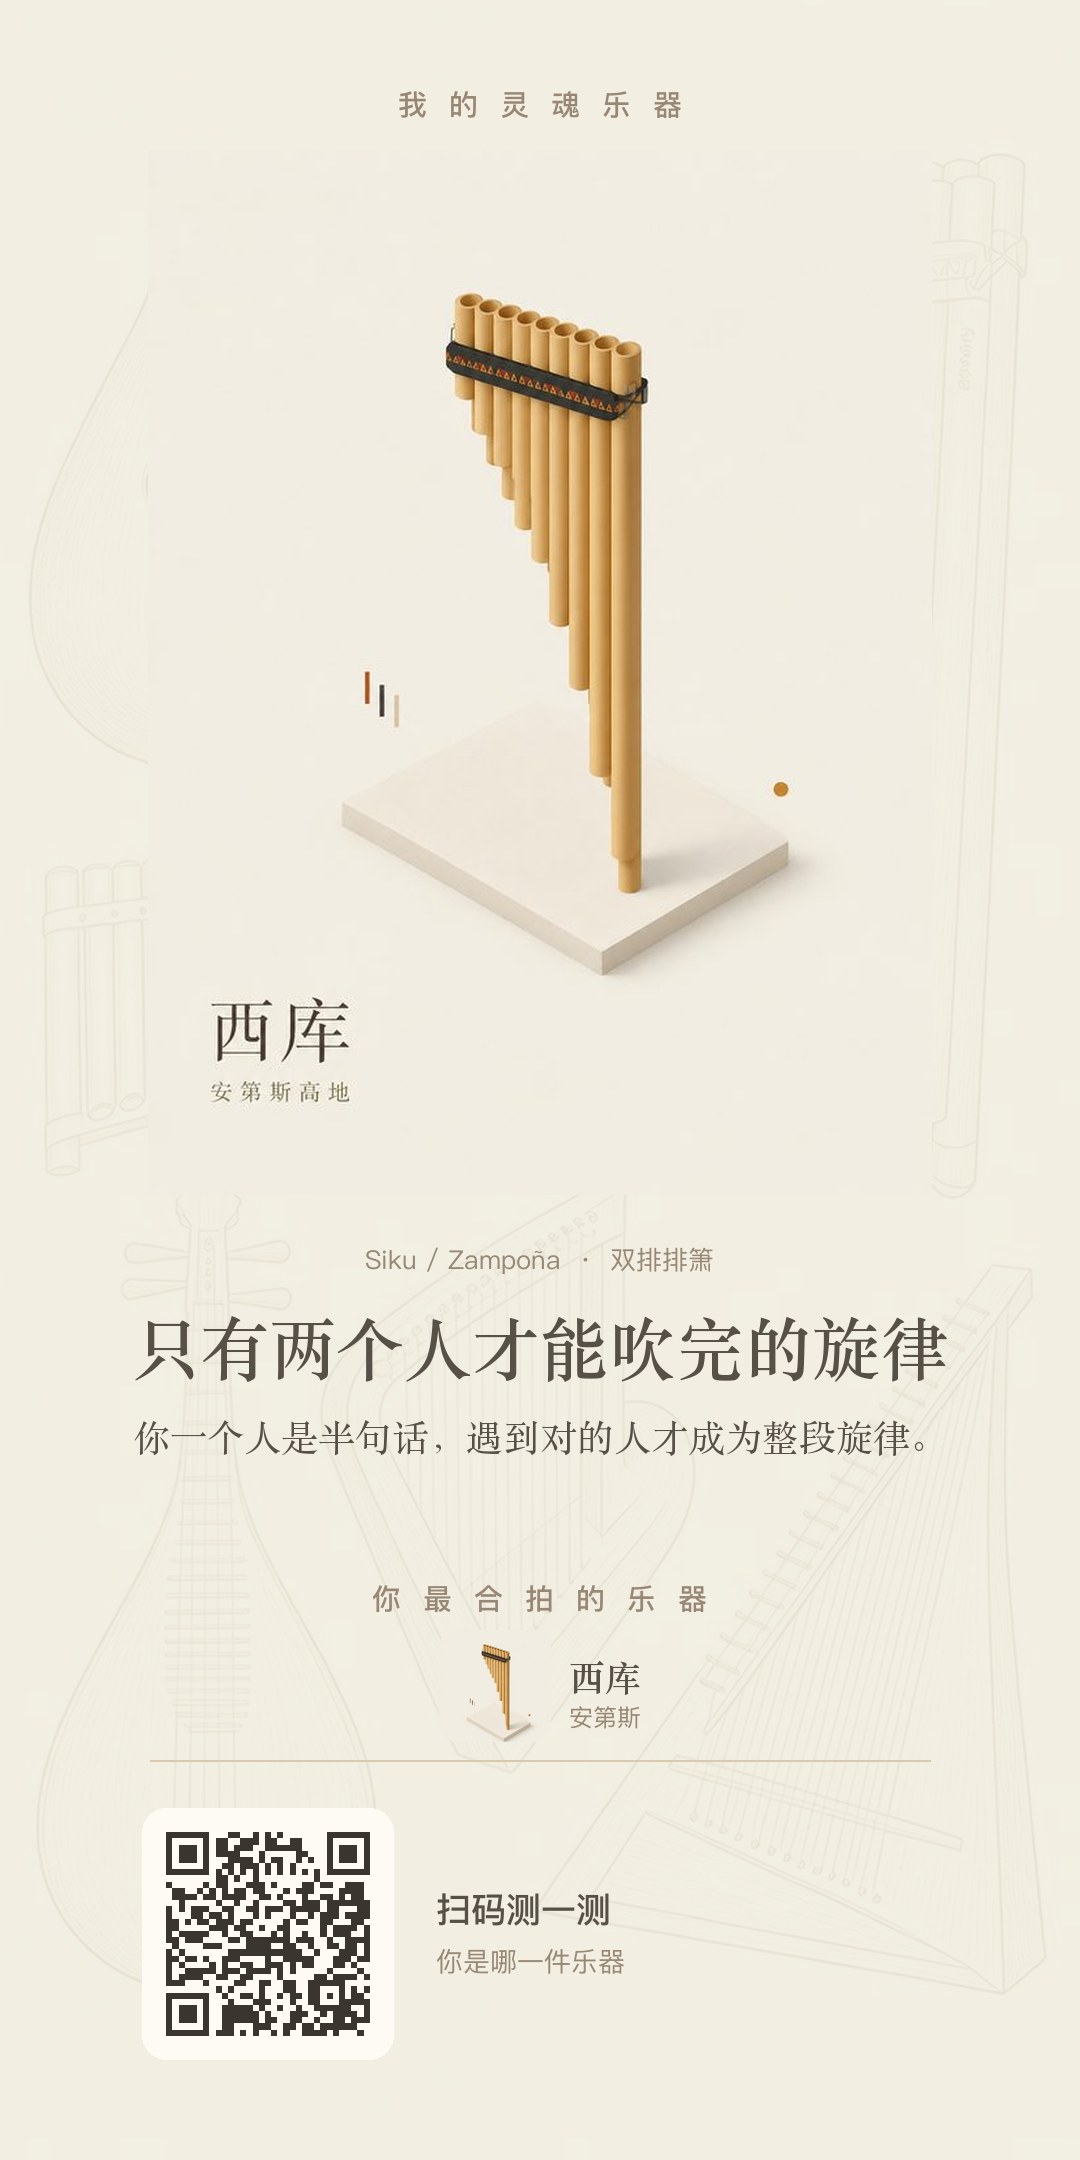 我的灵魂乐器
西库
安第斯高地
Siku / Zampoña · 双排排箫
只有两个人才能吹完的旋律
你一个人是半句话，遇到对的人才成为整段旋律。
你最合拍的乐器
西库
安第斯
扫码测一测
你是哪一件乐器